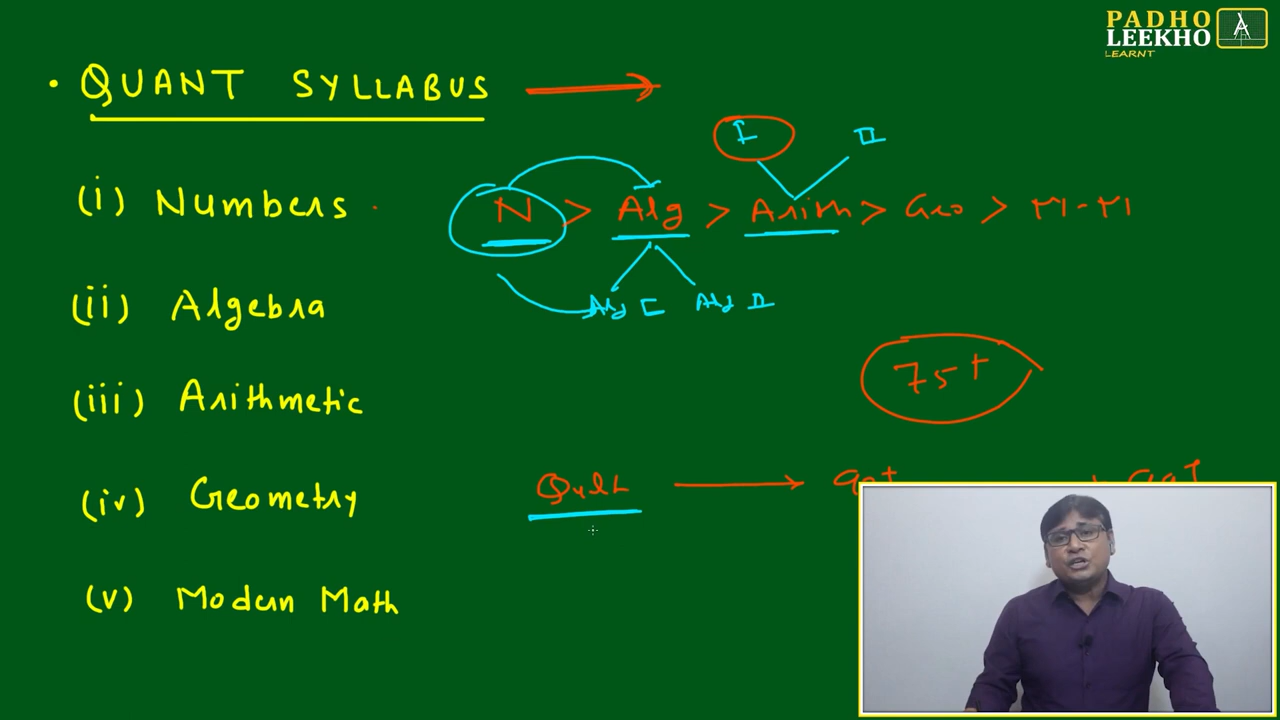 PADHO
LEEKHO
LEARNT
• QUANT SYLLABUS →
I II
(i) Numbers
N > Alg > Arith > Geo > M-M
(ii) Algebra
Alg I Alg II
75+
(iii) Arithmetic
(iv) Geometry
→ 90+
(v) Modern Math